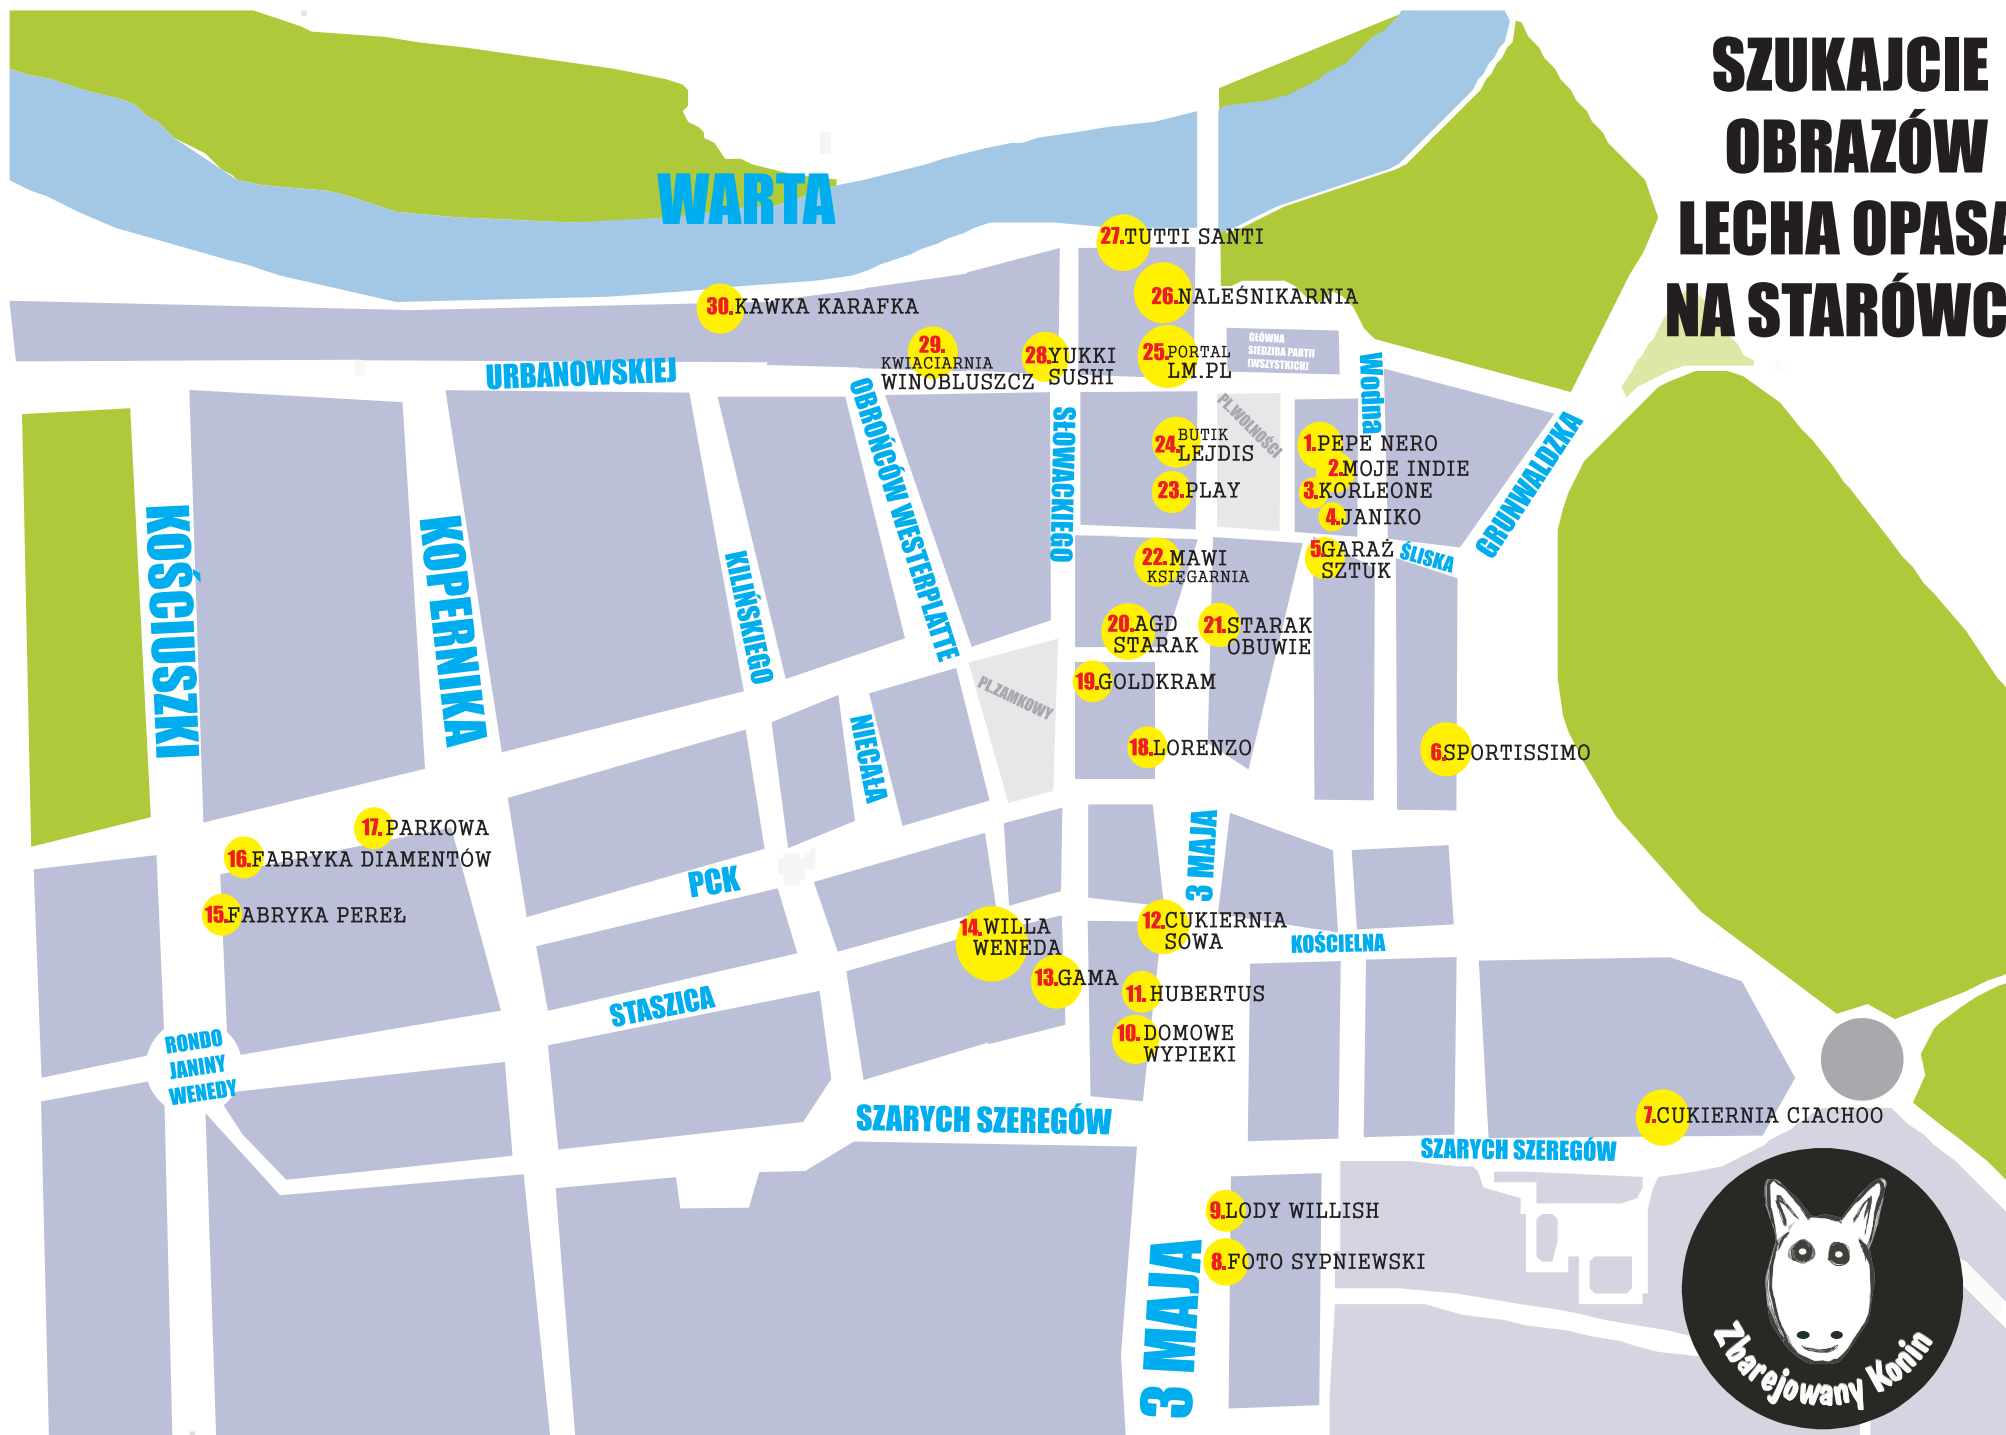 SZUKAJCIE
OBRAZÓW
LECHA OPASA
NA STARÓWC
WARTA
27.TUTTI SANTI
26.NALEŚNIKARNIA
30.KAWKA KARAFKA
29.
KWIACIARNIA
WINOBLUSZCZ
28.YUKKI
SUSHI
25.PORTAL
LM.PL
GŁÓWNA
SIEDZIBA PARTII
(WSZYSTKICH)
URBANOWSKIEJ
OBROŃCÓW WESTERPLATTE
SŁOWACKIEGO
PL.WOLNOŚCI
Wodna
GRUNWALDZKA
24.BUTIK
LEJDIS
23.PLAY
1.PEPE NERO
2.MOJE INDIE
3.KORLEONE
4.JANIKO
5.GARAŻ
SZTUK
ŚLISKA
22.MAWI
KSIĘGARNIA
KOŚCIUSZKI
KOPERNIKA
KILIŃSKIEGO
20.AGD
STARAK
21.STARAK
OBUWIE
19.GOLDKRAM
PL.ZAMKOWY
NIECAŁA
18.LORENZO
6.SPORTISSIMO
17.PARKOWA
16.FABRYKA DIAMENTÓW
15.FABRYKA PEREŁ
PCK
3 MAJA
14.WILLA
WENEDA
12.CUKIERNIA
SOWA
KOŚCIELNA
13.GAMA
11.HUBERTUS
10.DOMOWE
WYPIEKI
STASZICA
RONDO
JANINY
WENEDY
SZARYCH SZEREGÓW
7.CUKIERNIA CIACHOO
SZARYCH SZEREGÓW
9.LODY WILLISH
8.FOTO SYPNIEWSKI
3 MAJA
Zbarejowany Konin